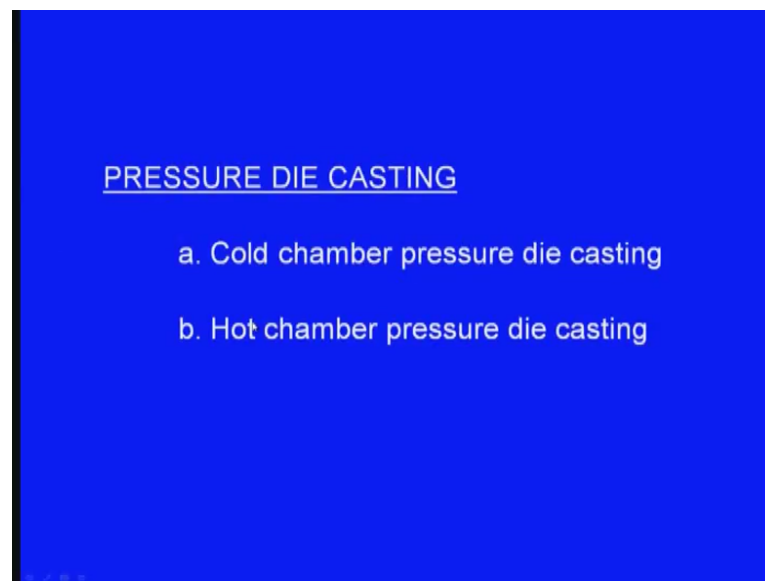 PRESSURE DIE CASTING
a. Cold chamber pressure die casting
b. Hot chamber pressure die casting